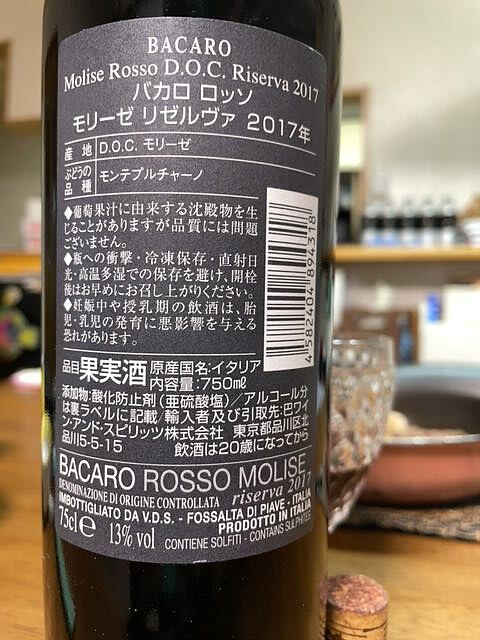 BACARO
Molise Rosso D.O.C. Riserva 2017
バカロ ロッソ
モリーゼ リゼルヴァ 2017年
産地 D.O.C. モリーゼ
ぶどうの品種 モンテプルチャーノ
◆葡萄果汁に由来する沈殿物を生
じることがありますが品質には問題
ございません。
◆瓶への衝撃・冷凍保存・直射日
光・高温多湿での保存を避け、開栓
後はお早めにお召し上がりください。
◆妊娠中や授乳期の飲酒は、胎
児・乳児の発育に悪影響を与える
恐れがあります。
4 582404 894318
品目 果実酒 原産国名:イタリア
内容量:750mℓ
添加物:酸化防止剤(亜硫酸塩)/アルコール分
は裏ラベルに記載/輸入者及び引取先:巴ワイ
ン・アンド・スピリッツ株式会社 東京都品川区北
品川5-5-15 飲酒は20歳になってから
BACARO ROSSO MOLISE
DENOMINAZIONE DI ORIGINE CONTROLLATA riserva 2017
IMBOTTIGLIATO DA V.D.S. - FOSSALTA DI PIAVE - ITALIA
PRODOTTO IN ITALIA
75cl e 13% vol CONTIENE SOLFITI - CONTAINS SULPHITES